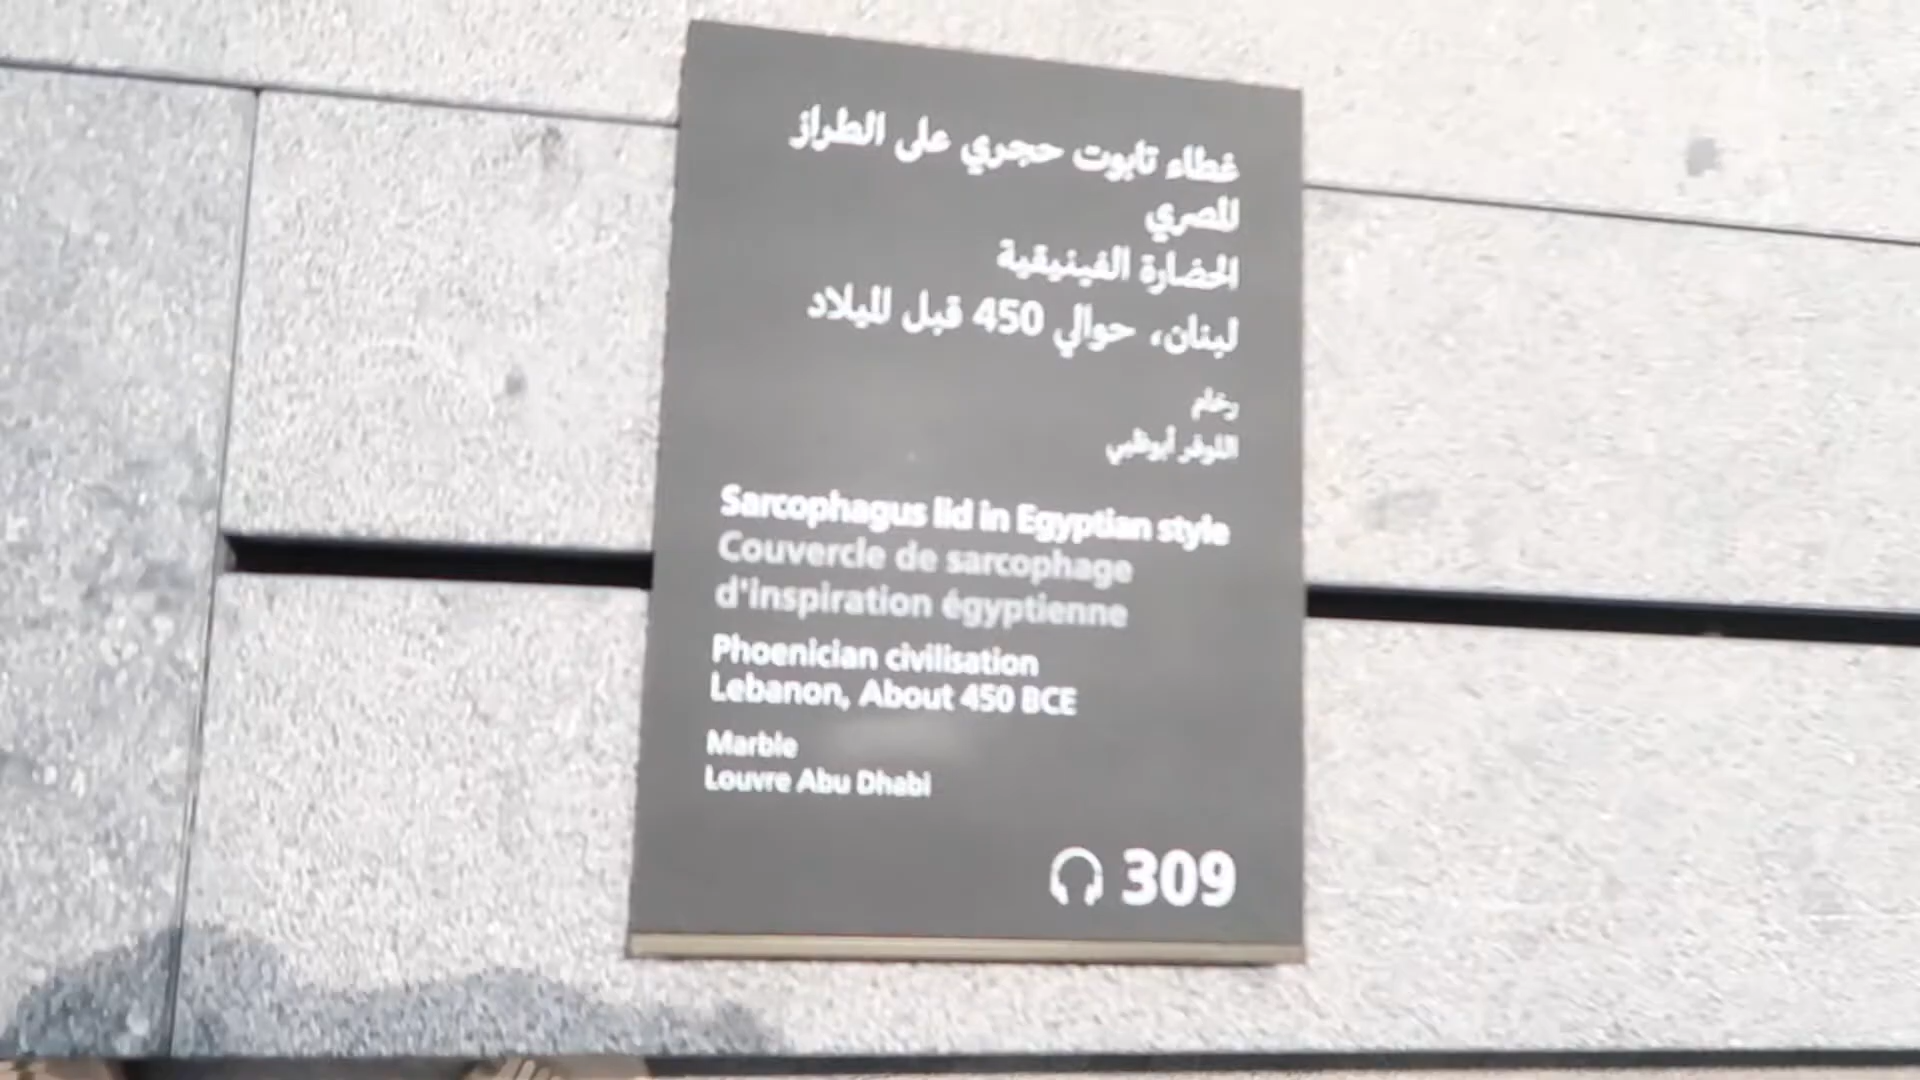 غطاء تابوت حجري على الطراز
المصري
الحضارة الفينيقية
لبنان، حوالي 450 قبل الميلاد
رخام
اللوفر أبوظبي
Sarcophagus lid in Egyptian style
Couvercle de sarcophage
d'inspiration égyptienne
Phoenician civilisation
Lebanon, About 450 BCE
Marble
Louvre Abu Dhabi
309